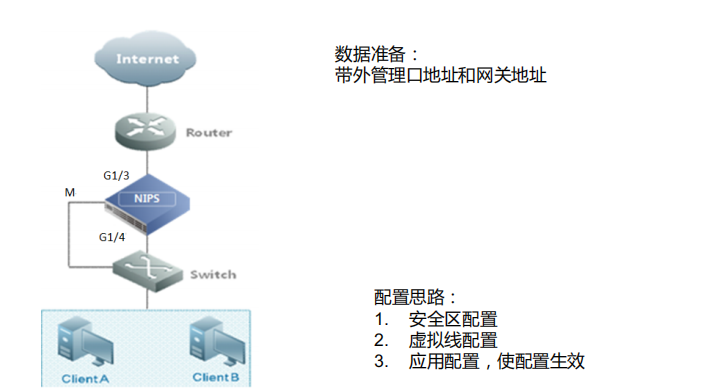 Internet
数据准备：
带外管理口地址和网关地址
Router
G1/3
M
NIPS
G1/4
Switch
配置思路：
1. 安全区配置
2. 虚拟线配置
3. 应用配置，使配置生效
ClientA
ClientB